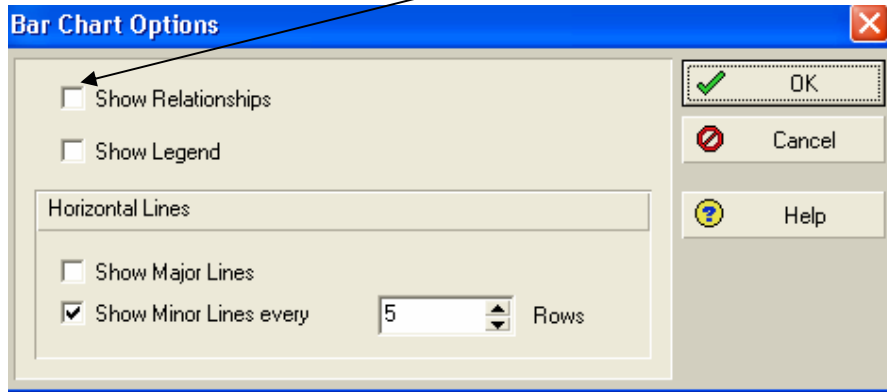 Bar Chart Options
Show Relationships
Show Legend
Horizontal Lines
Show Major Lines
Show Minor Lines every 5 Rows
OK
Cancel
Help